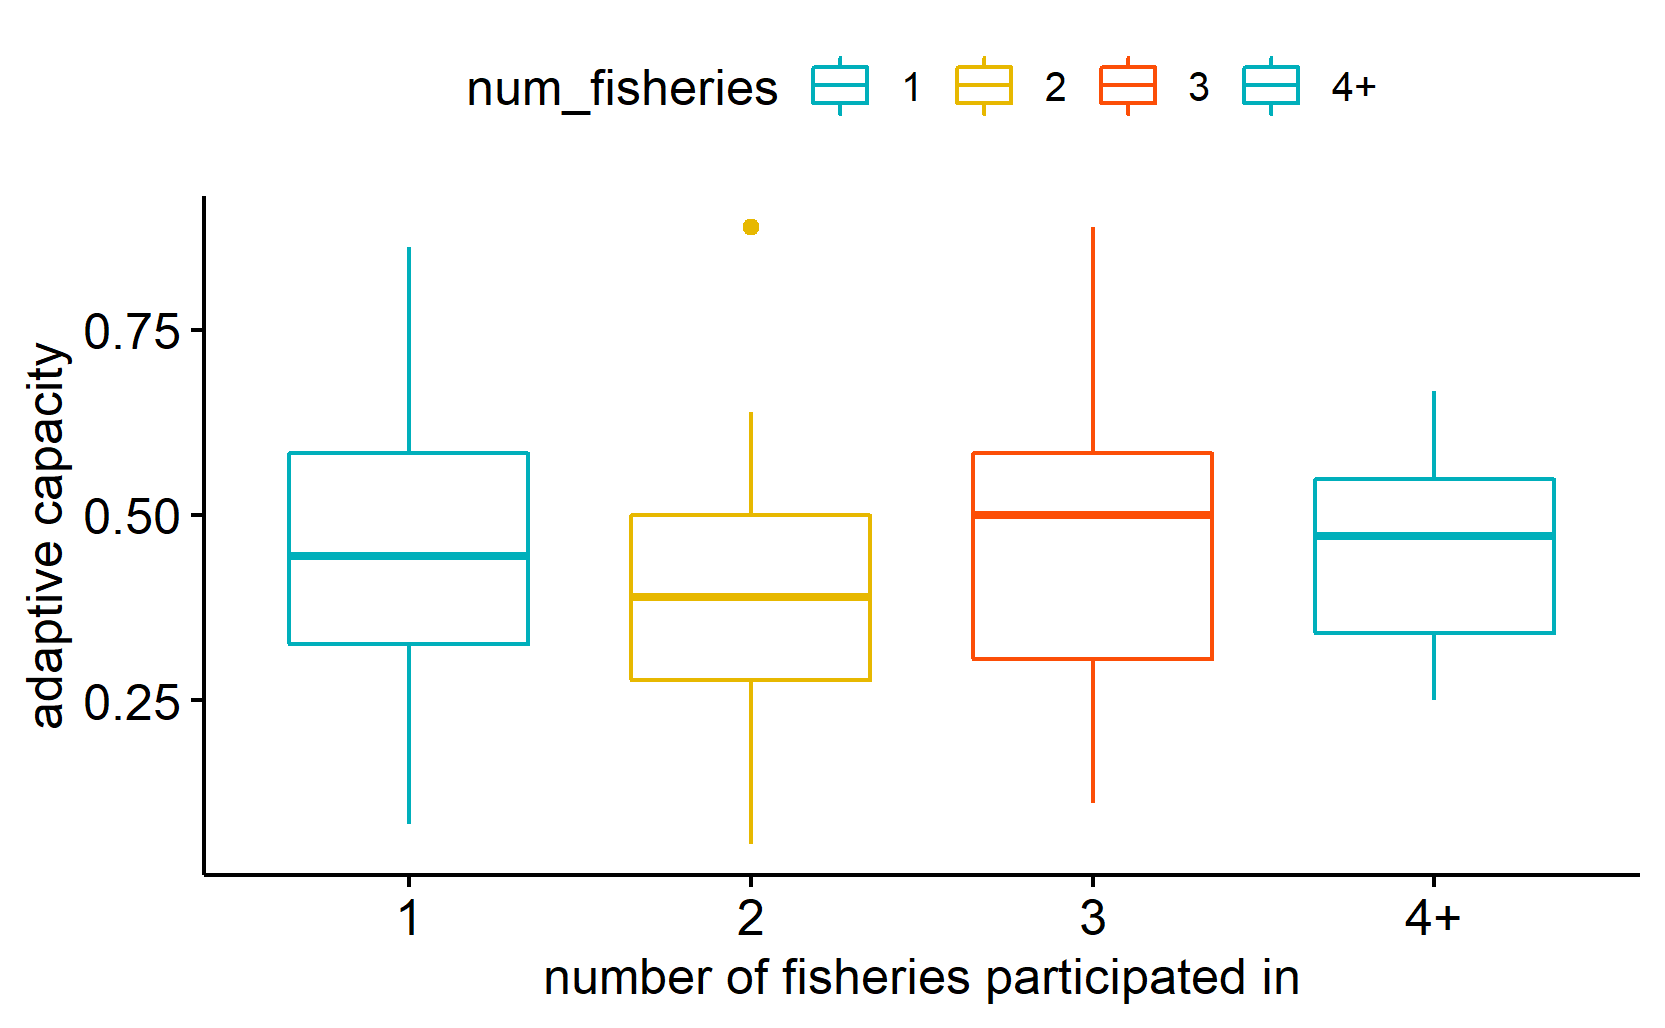 num_fisheries 1 2 3 4+
adaptive capacity
0.75
0.50
0.25
1 2 3 4+
number of fisheries participated in